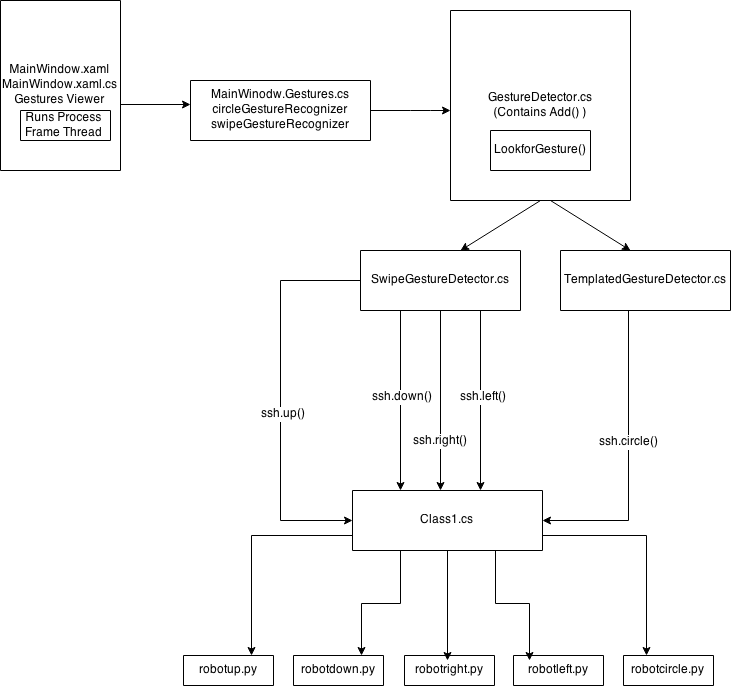 MainWindow.xaml
MainWindow.xaml.cs
Gestures Viewer
Runs Process
Frame Thread
MainWinodw.Gestures.cs
circleGestureRecognizer
swipeGestureRecognizer
GestureDetector.cs
(Contains Add() )
LookforGesture()
SwipeGestureDetector.cs
TemplatedGestureDetector.cs
ssh.up()
ssh.down()
ssh.right()
ssh.left()
ssh.circle()
Class1.cs
robotup.py
robotdown.py
robotright.py
robotleft.py
robotcircle.py